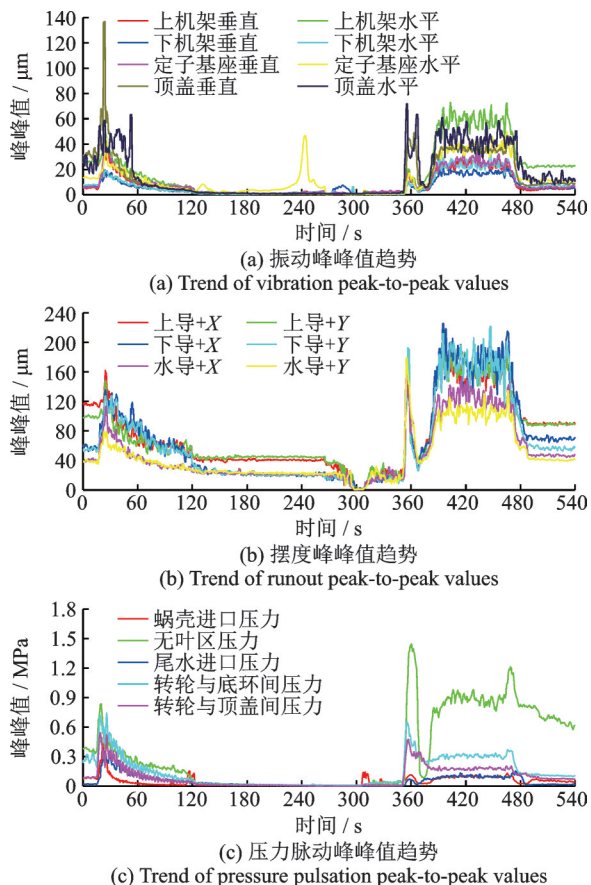 上机架垂直 上机架水平
下机架垂直 下机架水平
定子基座垂直 定子基座水平
顶盖垂直 顶盖水平
峰峰值 / μm
140
120
100
80
60
40
20
0
0 60 120 180 240 300 360 420 480 540
时间 / s
(a) 振动峰峰值趋势
(a) Trend of vibration peak-to-peak values
上导+X 上导+Y
下导+X 下导+Y
水导+X 水导+Y
峰峰值 / μm
240
200
160
120
80
40
0
0 60 120 180 240 300 360 420 480 540
时间 / s
(b) 摆度峰峰值趋势
(b) Trend of runout peak-to-peak values
蜗壳进口压力
无叶区压力
尾水进口压力
转轮与底环间压力
转轮与顶盖间压力
峰峰值 / MPa
1.8
1.5
1.2
0.9
0.6
0.3
0
0 60 120 180 240 300 360 420 480 540
时间 / s
(c) 压力脉动峰峰值趋势
(c) Trend of pressure pulsation peak-to-peak values